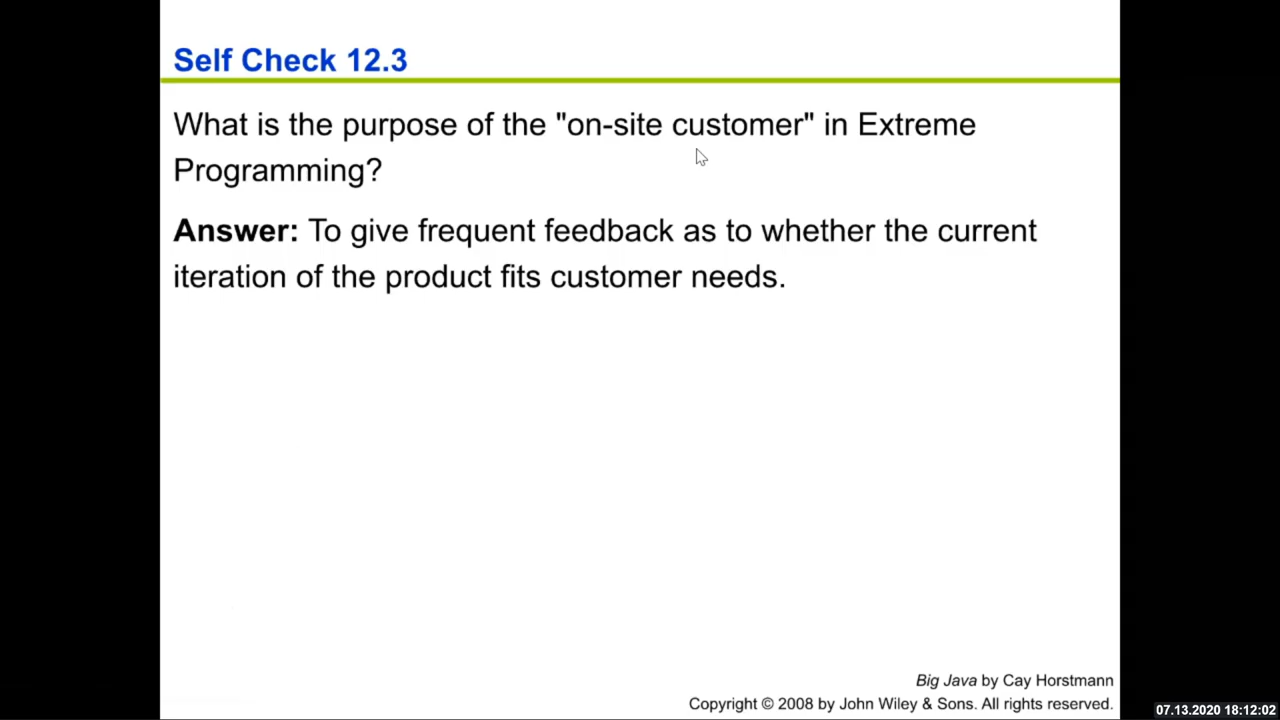 Self Check 12.3
What is the purpose of the "on-site customer" in Extreme
Programming?
Answer: To give frequent feedback as to whether the current
iteration of the product fits customer needs.
Big Java by Cay Horstmann
Copyright © 2008 by John Wiley & Sons. All rights reserved.
07.13.2020 18:12:02